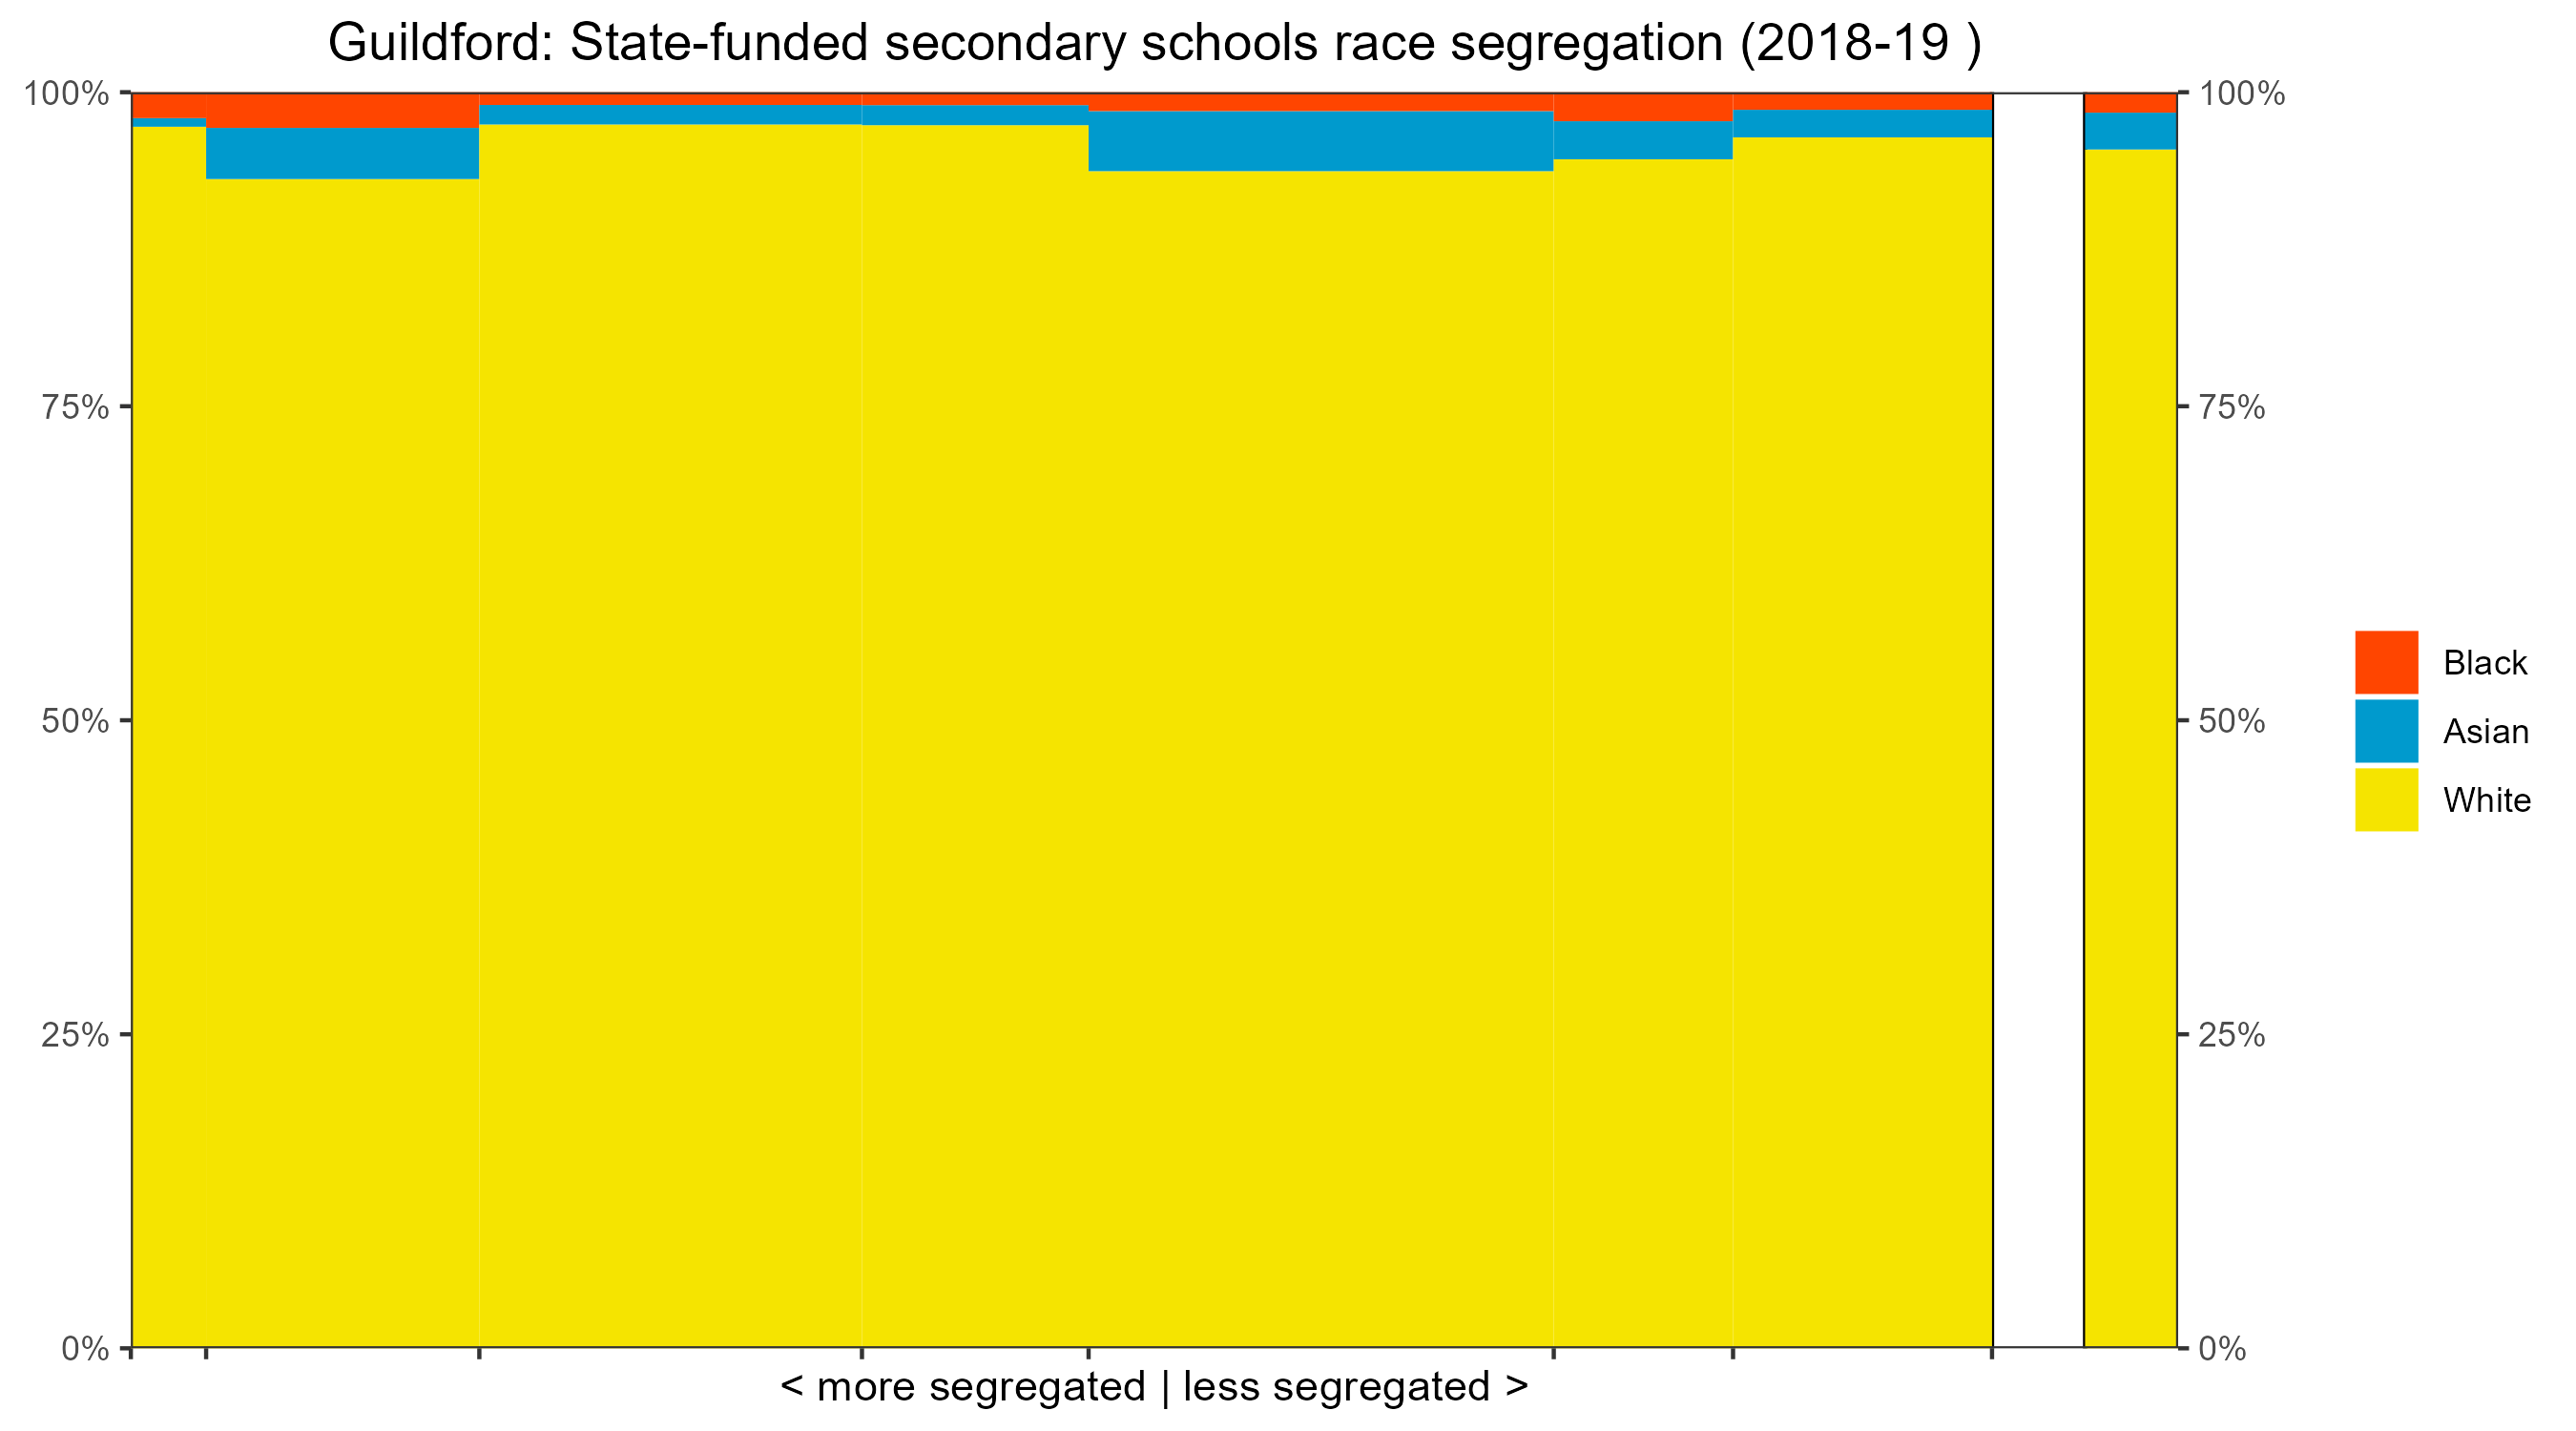 Guildford: State-funded secondary schools race segregation (2018-19 )
100%
75%
50%
25%
0%
100%
75%
50%
25%
0%
Black
Asian
White
< more segregated | less segregated >